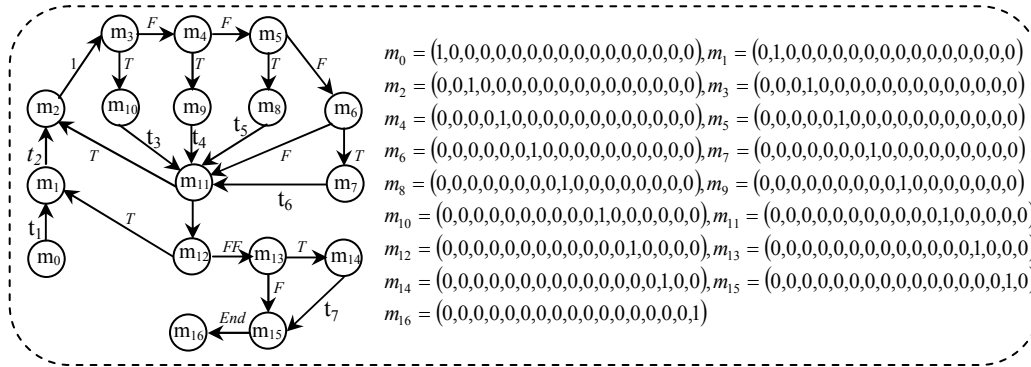 m3 F m4 F m5
1 T T T F
m2 m10 m9 m8 m6
t2 T t3 t4 t5 F T
m1 m11 t6 m7
t1 T
m0 m12 FF m13 T m14
F t7
m16 End m15
m0 = (1,0,0,0,0,0,0,0,0,0,0,0,0,0,0,0,0), m1 = (0,1,0,0,0,0,0,0,0,0,0,0,0,0,0,0,0)
m2 = (0,0,1,0,0,0,0,0,0,0,0,0,0,0,0,0,0), m3 = (0,0,0,1,0,0,0,0,0,0,0,0,0,0,0,0,0)
m4 = (0,0,0,0,1,0,0,0,0,0,0,0,0,0,0,0,0), m5 = (0,0,0,0,0,1,0,0,0,0,0,0,0,0,0,0,0)
m6 = (0,0,0,0,0,0,1,0,0,0,0,0,0,0,0,0,0), m7 = (0,0,0,0,0,0,0,1,0,0,0,0,0,0,0,0,0)
m8 = (0,0,0,0,0,0,0,0,1,0,0,0,0,0,0,0,0), m9 = (0,0,0,0,0,0,0,0,0,1,0,0,0,0,0,0,0)
m10 = (0,0,0,0,0,0,0,0,0,0,1,0,0,0,0,0,0), m11 = (0,0,0,0,0,0,0,0,0,0,0,1,0,0,0,0,0)
m12 = (0,0,0,0,0,0,0,0,0,0,0,0,1,0,0,0,0), m13 = (0,0,0,0,0,0,0,0,0,0,0,0,0,1,0,0,0)
m14 = (0,0,0,0,0,0,0,0,0,0,0,0,0,0,1,0,0), m15 = (0,0,0,0,0,0,0,0,0,0,0,0,0,0,0,1,0)
m16 = (0,0,0,0,0,0,0,0,0,0,0,0,0,0,0,0,1)